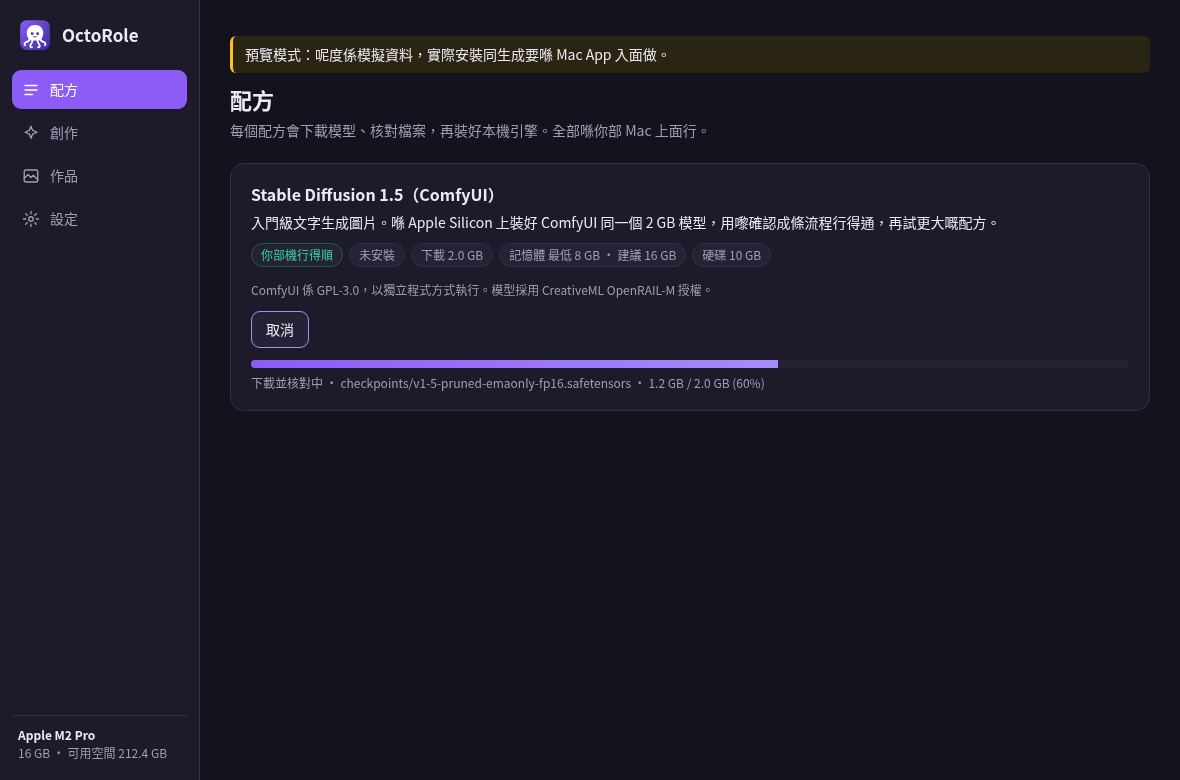 OctoRole
配方
創作
作品
設定
Apple M2 Pro
16 GB · 可用空間 212.4 GB
預覽模式：呢度係模擬資料，實際安裝同生成要喺 Mac App 入面做。
配方
每個配方會下載模型、核對檔案，再裝好本機引擎。全部喺你部 Mac 上面行。
Stable Diffusion 1.5（ComfyUI）
入門級文字生成圖片。喺 Apple Silicon 上裝好 ComfyUI 同一個 2 GB 模型，用嚟確認成條流程行得通，再試更大嘅配方。
你部機行得順 未安裝 下載 2.0 GB 記憶體 最低 8 GB · 建議 16 GB 硬碟 10 GB
ComfyUI 係 GPL-3.0，以獨立程式方式執行。模型採用 CreativeML OpenRAIL-M 授權。
取消
下載並核對中 · checkpoints/v1-5-pruned-emaonly-fp16.safetensors · 1.2 GB / 2.0 GB (60%)